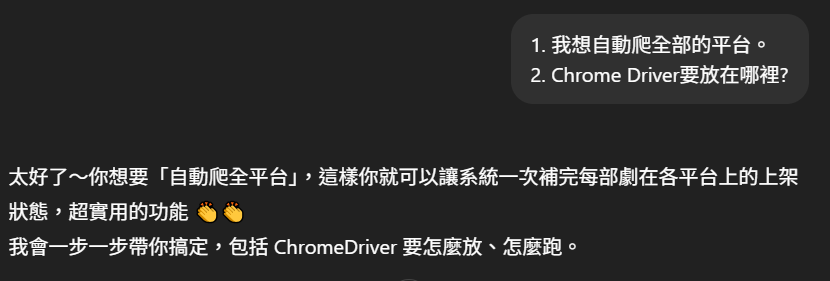 1. 我想自動爬全部的平台。
2. Chrome Driver要放在哪裡?
太好了～你想要「自動爬全平台」，這樣你就可以讓系統一次補完每部劇在各平台上的上架
狀態，超實用的功能 👏👏
我會一步一步帶你搞定，包括 ChromeDriver 要怎麼放、怎麼跑。